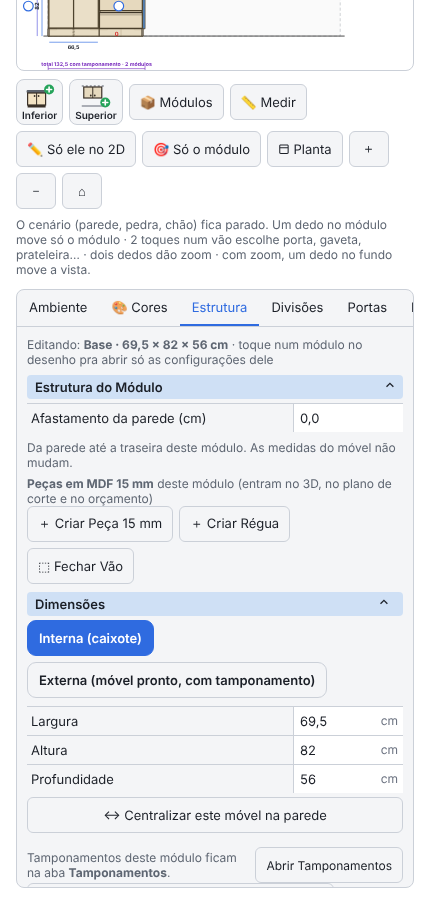 82
66,5
total 132,5 com tamponamento · 2 módulos
Inferior
Superior
📦 Módulos
📏 Medir
✏️ Só ele no 2D
🎯 Só o módulo
Planta
+
−
⌂
O cenário (parede, pedra, chão) fica parado. Um dedo no módulo
move só o módulo · 2 toques num vão escolhe porta, gaveta,
prateleira... · dois dedos dão zoom · com zoom, um dedo no fundo
move a vista.
Ambiente
🎨 Cores
Estrutura
Divisões
Portas
Editando: Base · 69,5 × 82 × 56 cm · toque num módulo no
desenho pra abrir só as configurações dele
Estrutura do Módulo
Afastamento da parede (cm)
0,0
Da parede até a traseira deste módulo. As medidas do móvel não
mudam.
Peças em MDF 15 mm deste módulo (entram no 3D, no plano de
corte e no orçamento)
+ Criar Peça 15 mm
+ Criar Régua
⬚ Fechar Vão
Dimensões
Interna (caixote)
Externa (móvel pronto, com tamponamento)
Largura
69,5 cm
Altura
82 cm
Profundidade
56 cm
↔ Centralizar este móvel na parede
Tamponamentos deste módulo ficam
na aba Tamponamentos.
Abrir Tamponamentos